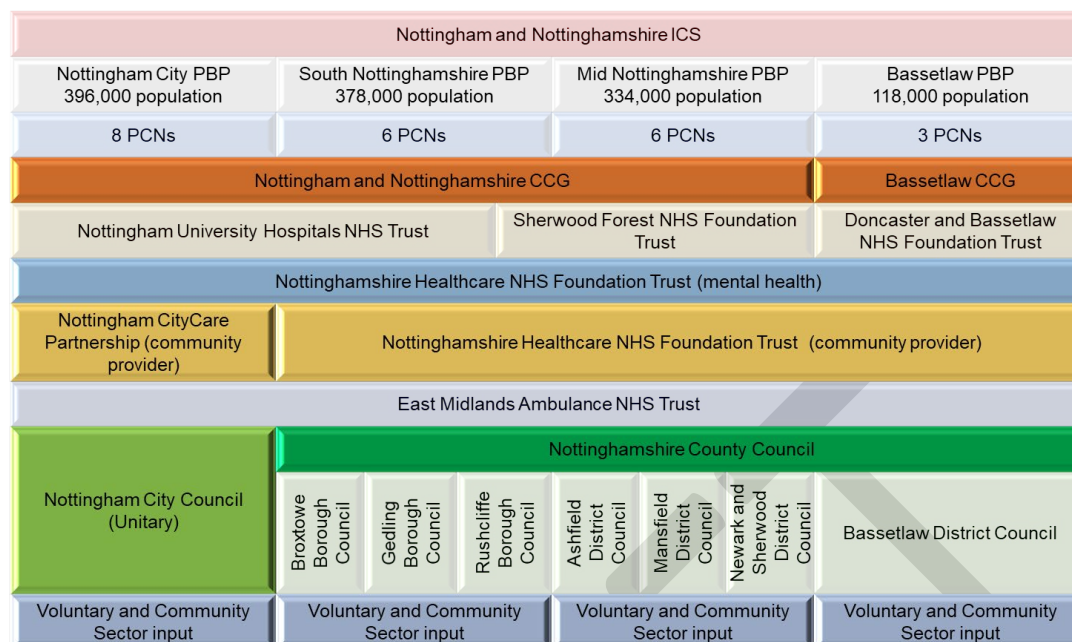 Nottingham and Nottinghamshire ICS
Nottingham City PBP
396,000 population
South Nottinghamshire PBP
378,000 population
Mid Nottinghamshire PBP
334,000 population
Bassetlaw PBP
118,000 population
8 PCNs
6 PCNs
6 PCNs
3 PCNs
Nottingham and Nottinghamshire CCG
Bassetlaw CCG
Nottingham University Hospitals NHS Trust
Sherwood Forest NHS Foundation
Trust
Doncaster and Bassetlaw
NHS Foundation Trust
Nottinghamshire Healthcare NHS Foundation Trust (mental health)
Nottingham CityCare
Partnership (community
provider)
Nottinghamshire Healthcare NHS Foundation Trust (community provider)
East Midlands Ambulance NHS Trust
Nottingham City Council
(Unitary)
Nottinghamshire County Council
Broxtowe
Borough
Council
Gedling
Borough
Council
Rushcliffe
Borough
Council
Ashfield
District
Council
Mansfield
District
Council
Newark and
Sherwood
District
Council
Bassetlaw District Council
Voluntary and Community
Sector input
Voluntary and Community
Sector input
Voluntary and Community
Sector input
Voluntary and Community
Sector input